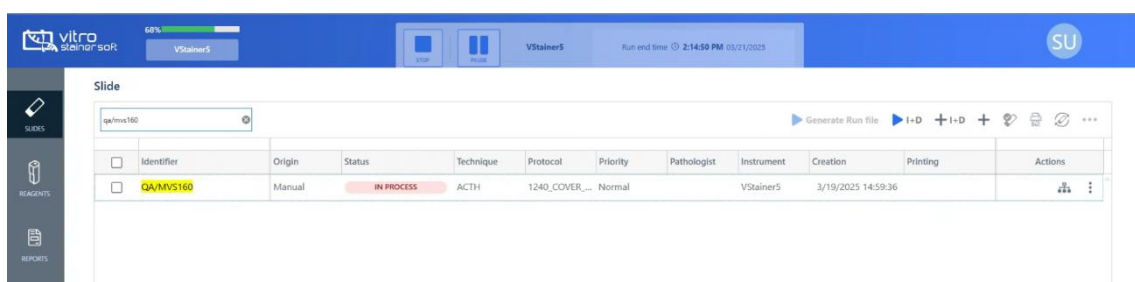 vitro
stainer soft
68%
VStainer5
STOP
PAUSE
VStainer5
Run end time 2:14:50 PM 03/21/2025
SU
Slide
SLIDES
qa/mvs160
Generate Run file
I+D
I+D
Identifier Origin Status Technique Protocol Priority Pathologist Instrument Creation Printing Actions
QA/MVS160 Manual IN PROCESS ACTH 1240_COVER_... Normal VStainer5 3/19/2025 14:59:36
REAGENTS
REPORTS